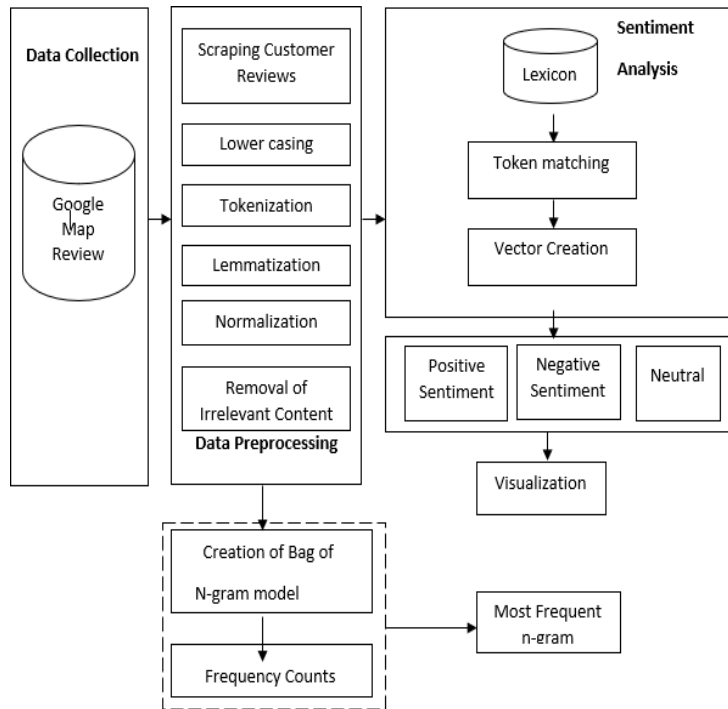 Data Collection
Google
Map
Review
Scraping Customer
Reviews
Lower casing
Tokenization
Lemmatization
Normalization
Removal of
Irrelevant Content
Data Preprocessing
Sentiment
Analysis
Lexicon
Token matching
Vector Creation
Positive
Sentiment
Negative
Sentiment
Neutral
Visualization
Creation of Bag of
N-gram model
Frequency Counts
Most Frequent
n-gram